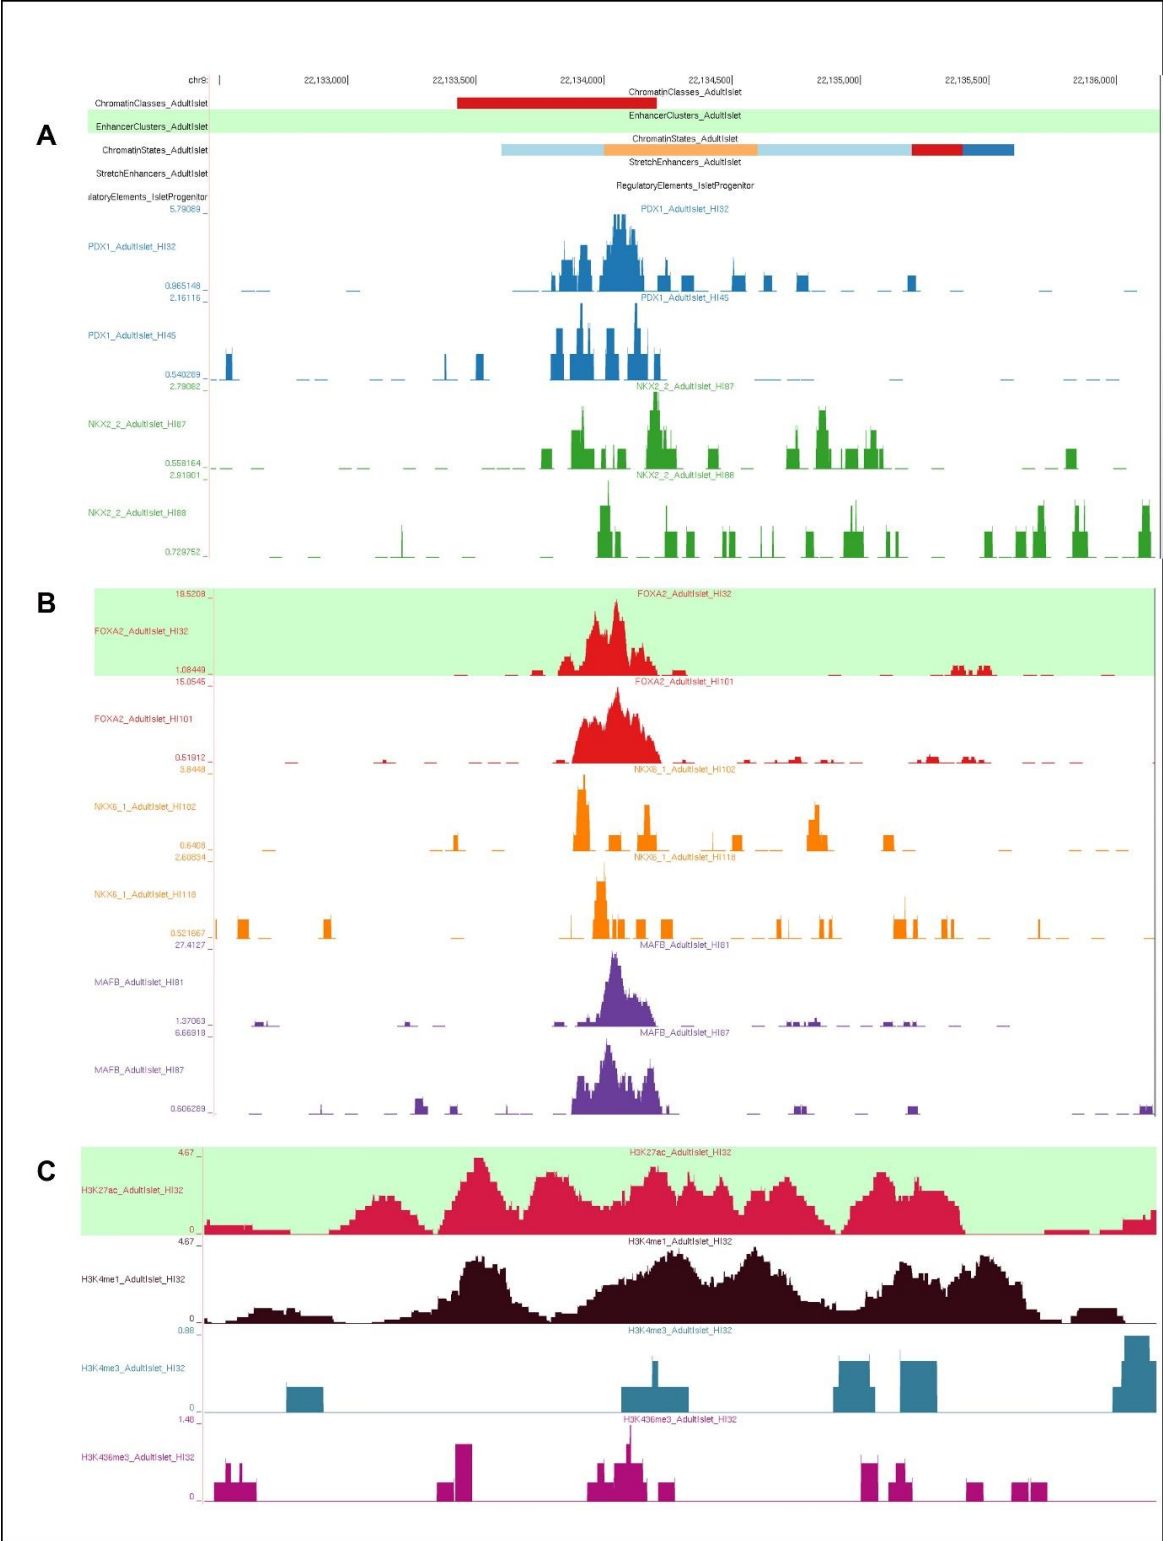 chr9: 22,133,000 22,133,500 22,134,000 22,134,500 22,135,000 22,135,500 22,136,000
ChromatinClasses_AdultIslet
ChromatinClasses_AdultIslet
A
EnhancerClusters_AdultIslet
EnhancerClusters_AdultIslet
ChromatinStates_AdultIslet
ChromatinStates_AdultIslet
StretchEnhancers_AdultIslet
StretchEnhancers_AdultIslet
RegulatoryElements_IsletProgenitor
latoryElements_IsletProgenitor
5.79089
PDX1_AdultIslet_HI32
PDX1_AdultIslet_HI32
0.965148
2.16116
PDX1_AdultIslet_HI45
PDX1_AdultIslet_HI45
0.540289
2.79082
NKX2_2_AdultIslet_HI87
NKX2_2_AdultIslet_HI87
0.558164
2.91901
NKX2_2_AdultIslet_HI88
NKX2_2_AdultIslet_HI88
0.729752
B
19.5208
FOXA2_AdultIslet_HI32
FOXA2_AdultIslet_HI32
1.08449
15.0545
FOXA2_AdultIslet_HI101
FOXA2_AdultIslet_HI101
0.51912
3.8448
NKX6_1_AdultIslet_HI102
NKX6_1_AdultIslet_HI102
0.6408
2.60834
NKX6_1_AdultIslet_HI118
NKX6_1_AdultIslet_HI118
0.521667
27.4127
MAFB_AdultIslet_HI81
MAFB_AdultIslet_HI81
1.37063
6.66918
MAFB_AdultIslet_HI87
MAFB_AdultIslet_HI87
0.606289
C
4.67
H3K27ac_AdultIslet_HI32
H3K27ac_AdultIslet_HI32
0
4.67
H3K4me1_AdultIslet_HI32
H3K4me1_AdultIslet_HI32
0
0.88
H3K4me3_AdultIslet_HI32
H3K4me3_AdultIslet_HI32
0
1.48
H3K436me3_AdultIslet_HI32
H3K436me3_AdultIslet_HI32
0